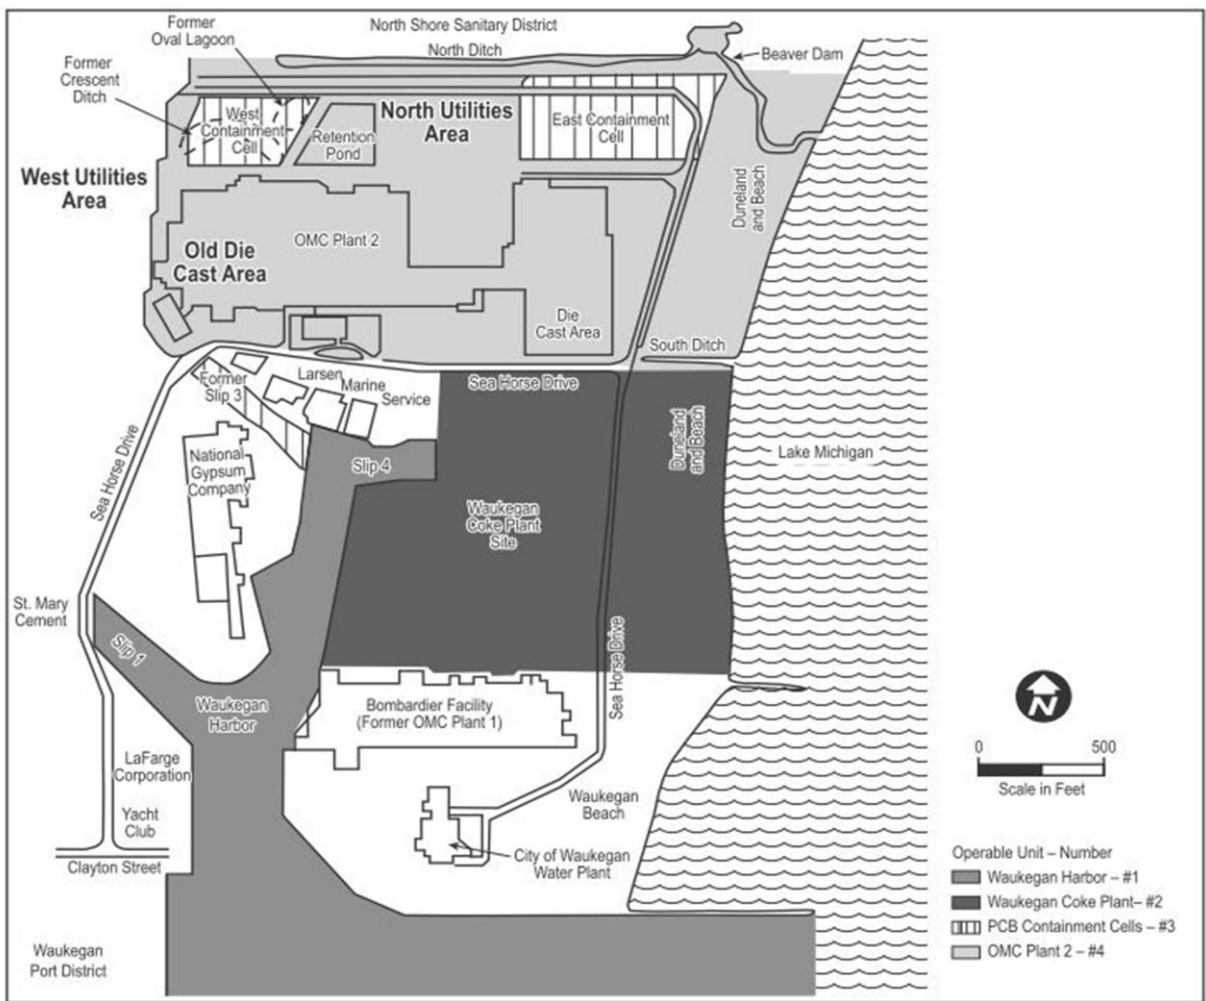 Former
Oval Lagoon
North Shore Sanitary District
North Ditch
Beaver Dam
Former
Crescent
Ditch
West
Containment
Cell
Retention
Pond
North Utilities
Area
East Containment
Cell
West Utilities
Area
Duneland
and Beach
OMC Plant 2
Old Die
Cast Area
Die
Cast Area
South Ditch
Sea Horse Drive
Former
Slip 3
Larsen
Marine
Service
Duneland
and Beach
Lake Michigan
Sea Horse Drive
National
Gypsum
Company
Slip 4
Waukegan
Coke Plant
Site
St. Mary
Cement
Slip 1
Sea Horse Drive
Waukegan
Harbor
Bombardier Facility
(Former OMC Plant 1)
N
0
500
Scale in Feet
LaFarge
Corporation
Yacht
Club
Waukegan
Beach
Clayton Street
City of Waukegan
Water Plant
Operable Unit – Number
Waukegan Harbor – #1
Waukegan Coke Plant– #2
PCB Containment Cells – #3
OMC Plant 2 – #4
Waukegan
Port District